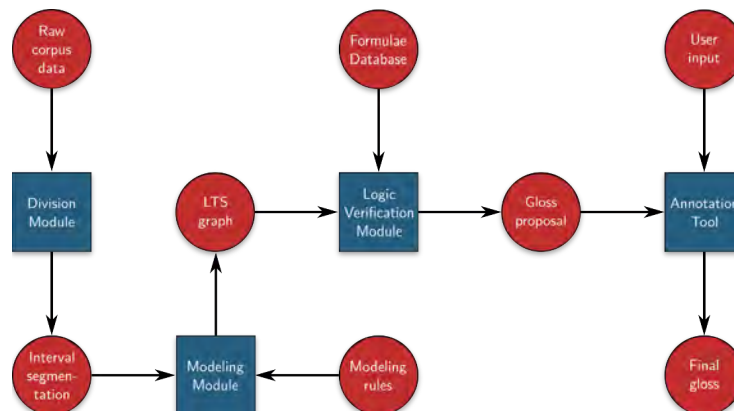 Raw
corpus
data
Formulae
Database
User
input
Division
Module
LTS
graph
Logic
Verification
Module
Gloss
proposal
Annotation
Tool
Interval
segmen-
tation
Modeling
Module
Modeling
rules
Final
gloss